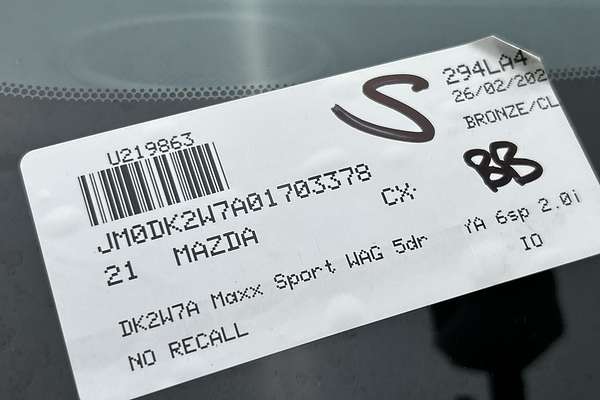 S
294LA4
26/02/202
BRONZE/CL
BB
U219863
JM0DK2W7A01703378
21 MAZDA CX-
DK2W7A Maxx Sport WAG 5dr YA 6sp 2.0i
NO RECALL IO